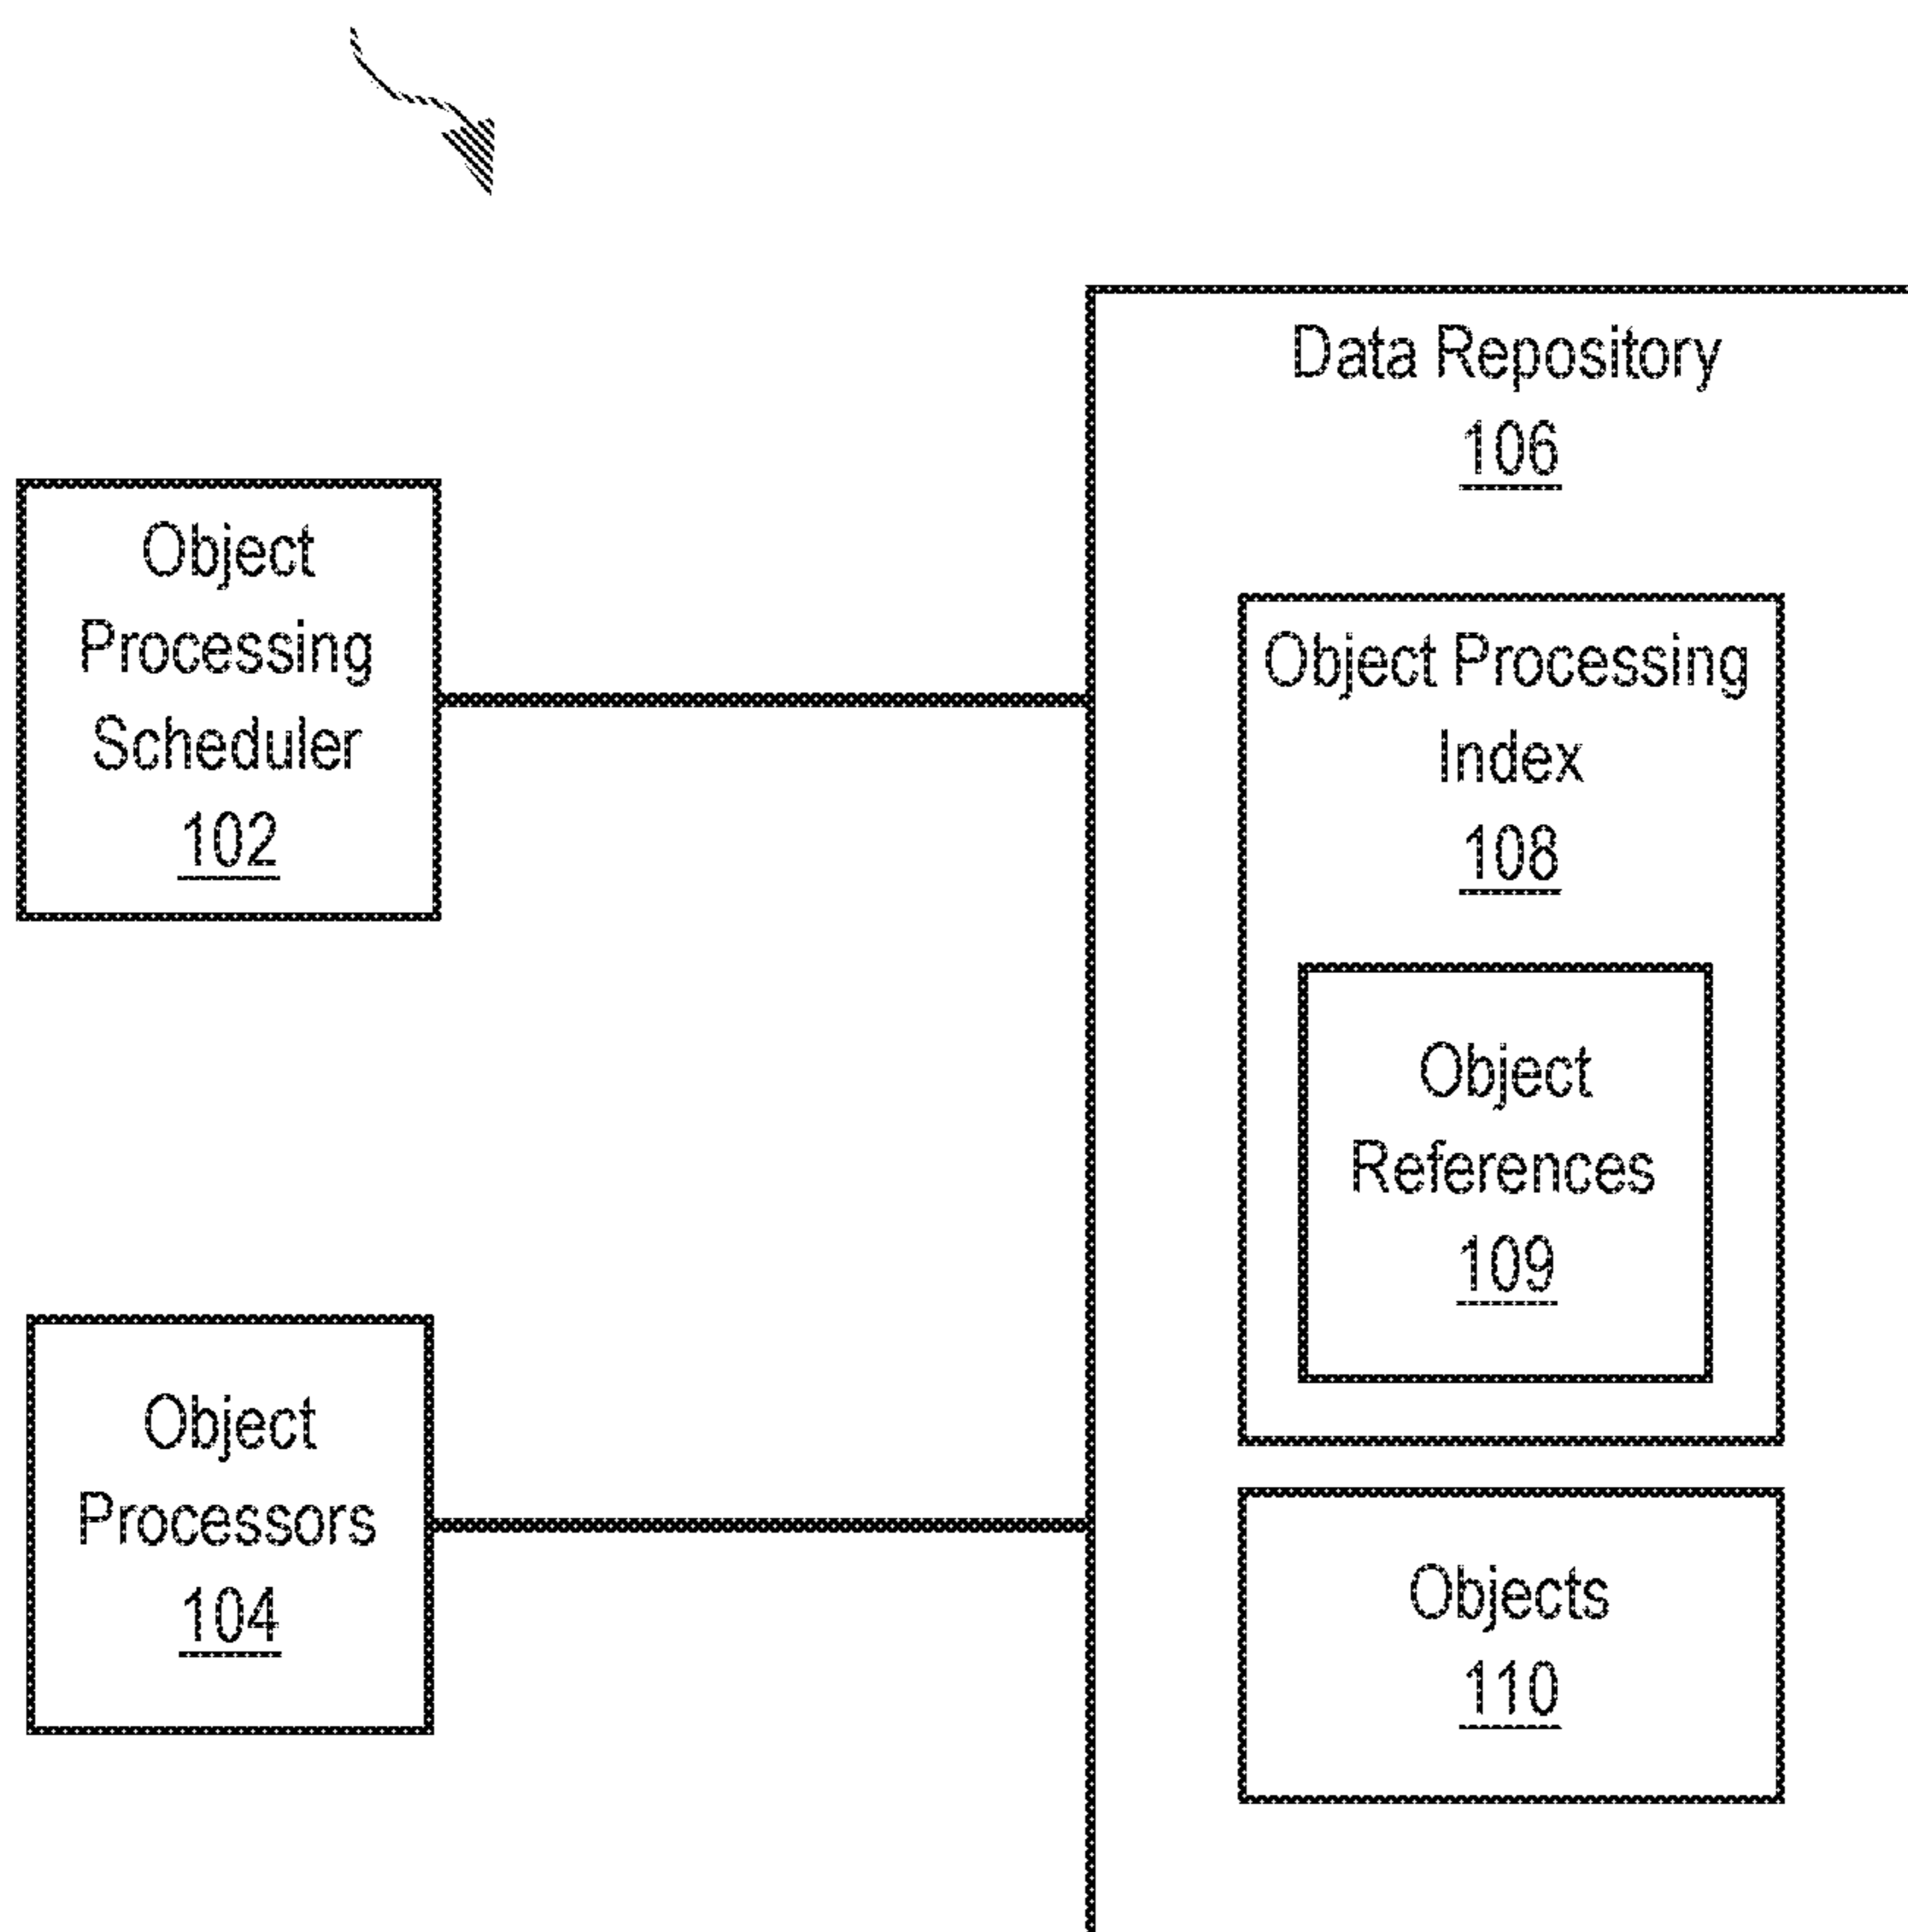 Data Repository
106
Object
Processing
Scheduler
102
Object Processing
Index
108
Object
References
109
Object
Processors
104
Objects
110